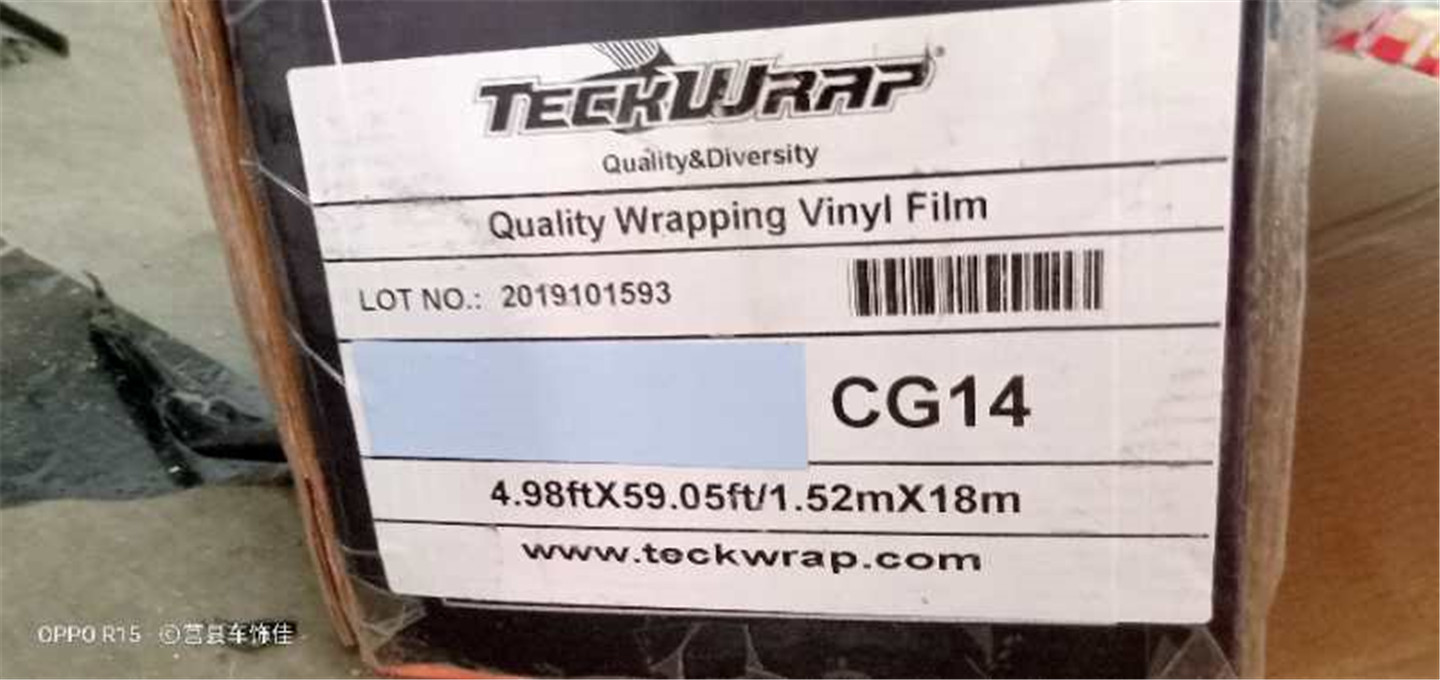 TECKWRAP
Quality&Diversity
Quality Wrapping Vinyl Film
LOT NO.: 2019101593
CG14
4.98ftX59.05ft/1.52mX18m
www.teckwrap.com
OPPO R15 ©莒县车饰佳